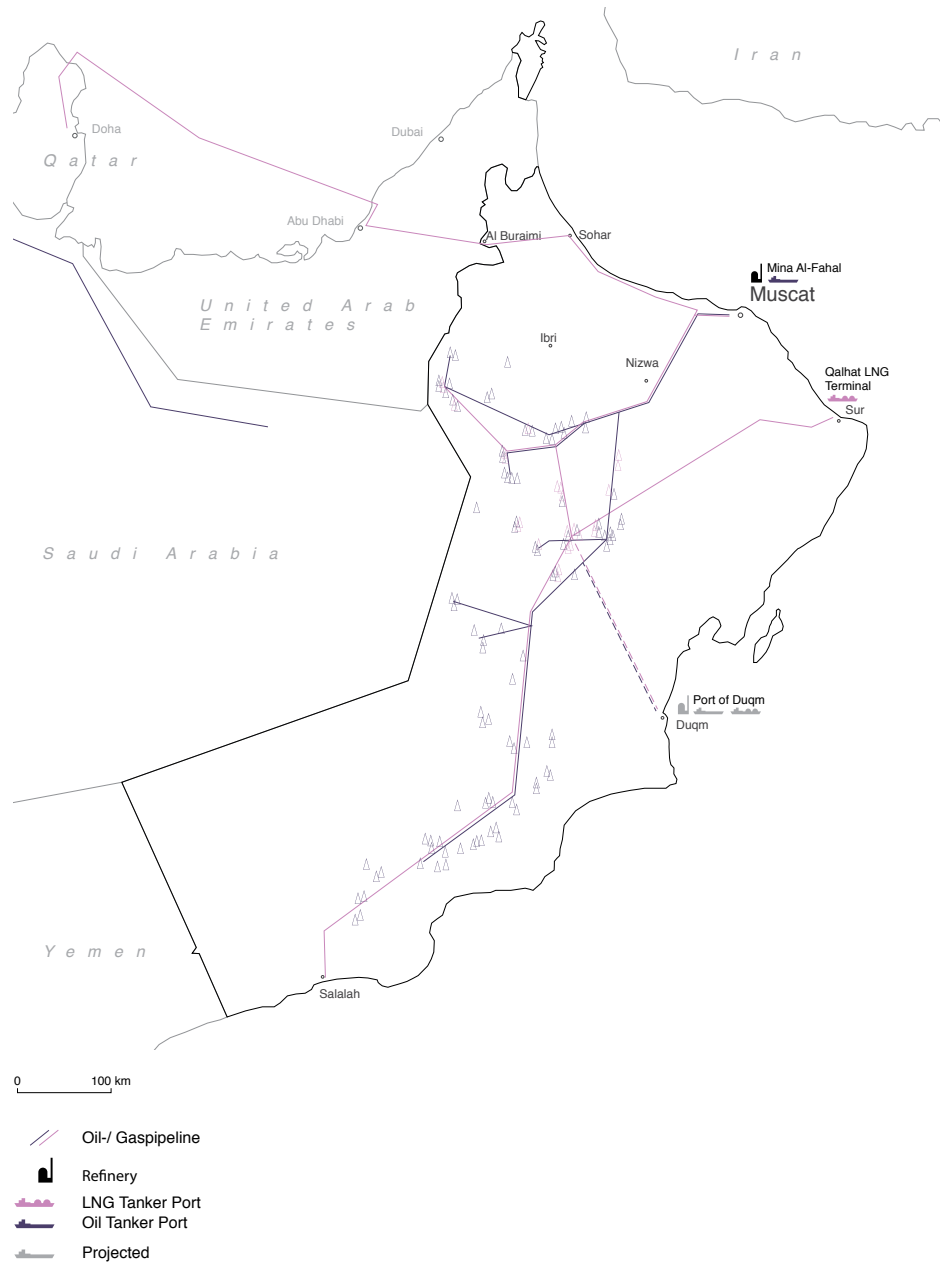 Iran
Doha
Dubai
Qatar
Abu Dhabi
Al Buraimi
Sohar
Mina Al-Fahal
Muscat
United Arab
Emirates
Ibri
Nizwa
Qalhat LNG
Terminal
Sur
Saudi Arabia
Port of Duqm
Duqm
Yemen
Salalah
0 100 km
Oil-/ Gaspipeline
Refinery
LNG Tanker Port
Oil Tanker Port
Projected